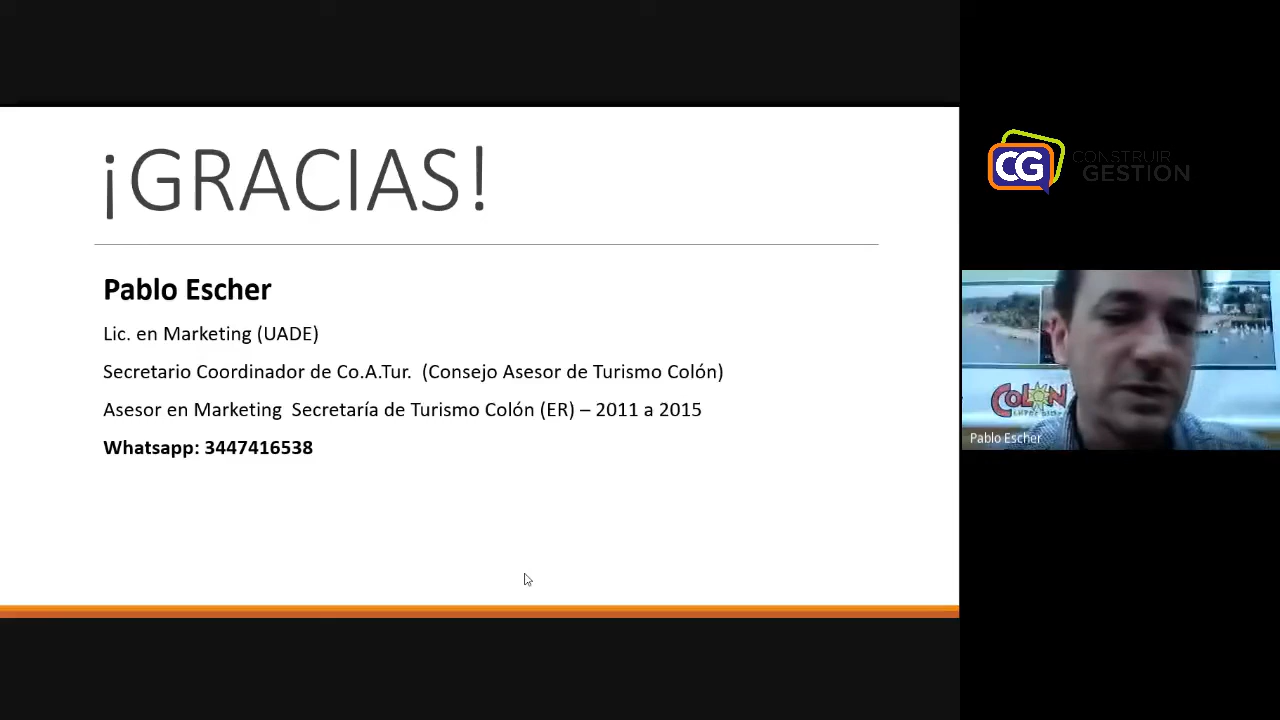 ¡GRACIAS!
Pablo Escher
Lic. en Marketing (UADE)
Secretario Coordinador de Co.A.Tur. (Consejo Asesor de Turismo Colón)
Asesor en Marketing Secretaría de Turismo Colón (ER) – 2011 a 2015
Whatsapp: 3447416538
CG
CONSTRUIR
GESTION
COLÓN
Pablo Escher